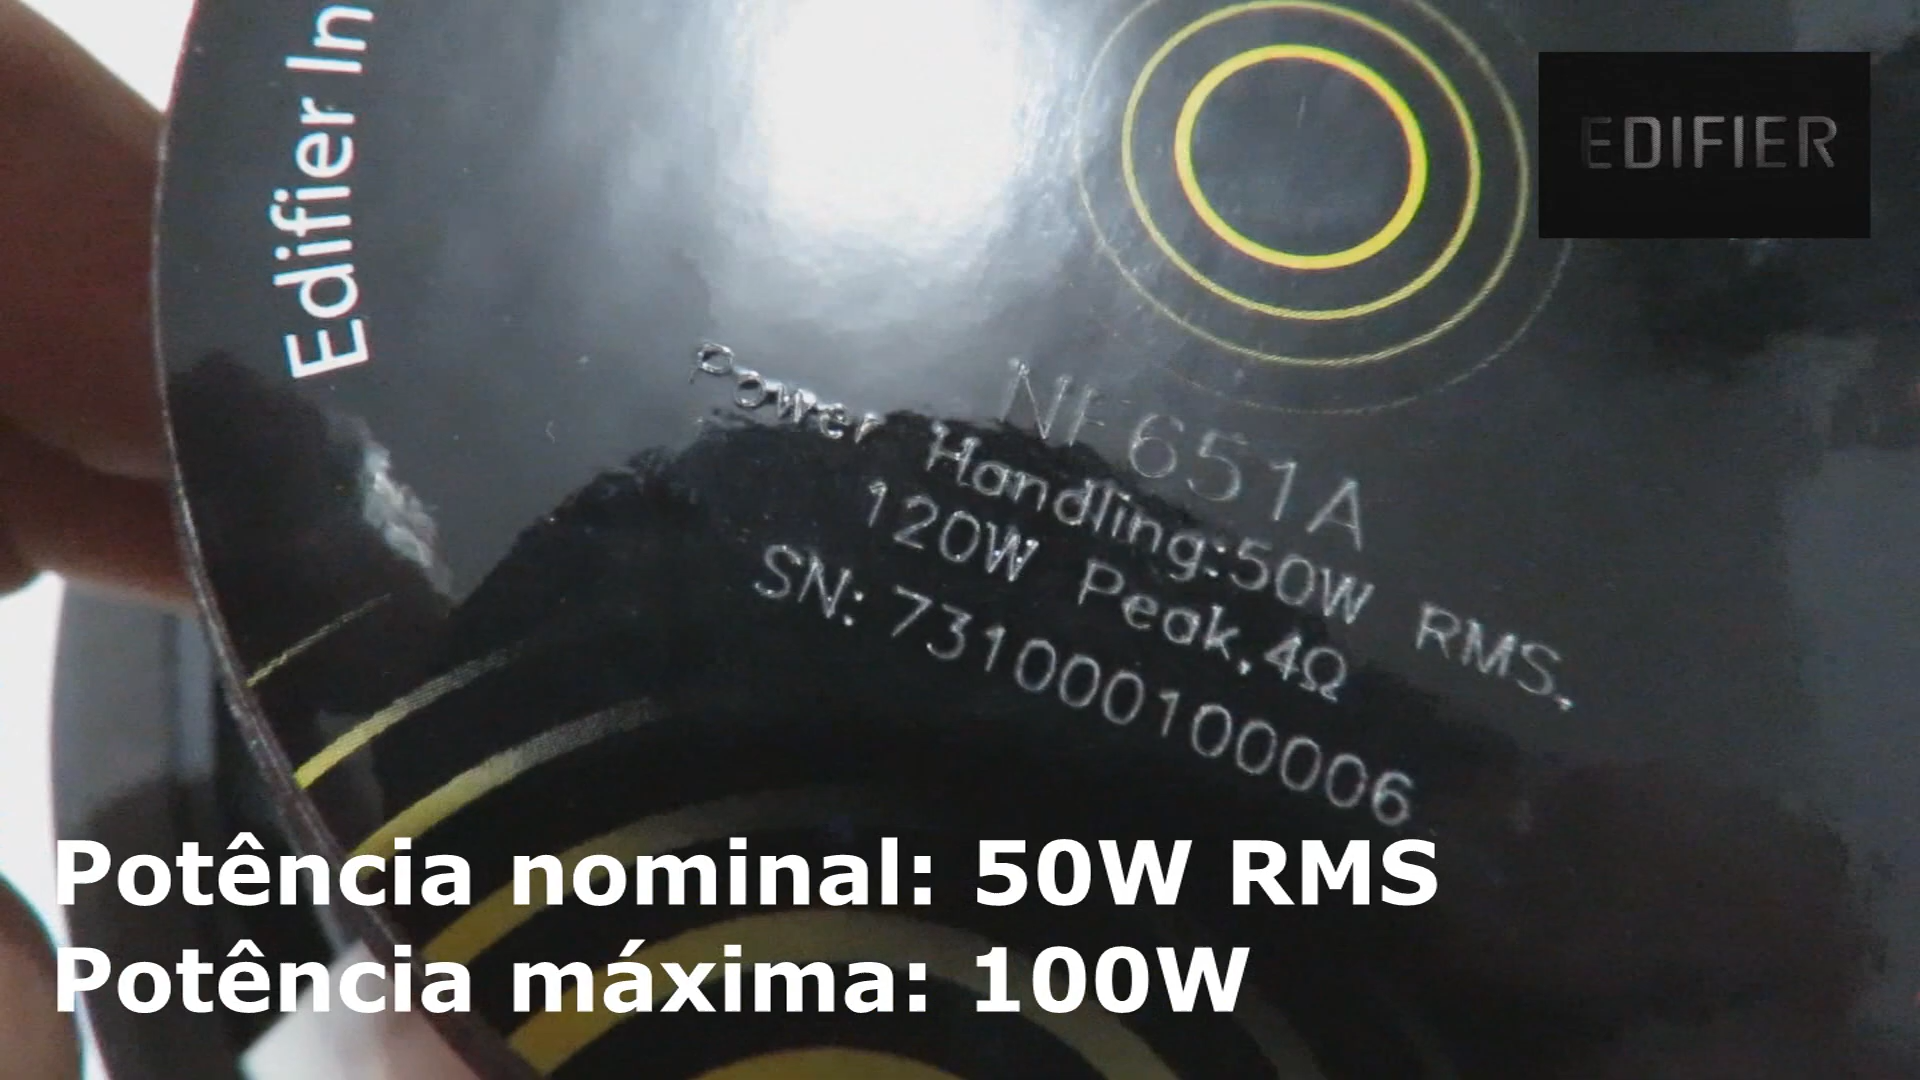 Edifier In
EDIFIER
NF651A
Power Handling:50W RMS.
120W Peak,4Ω
SN: 731000100006
Potência nominal: 50W RMS
Potência máxima: 100W